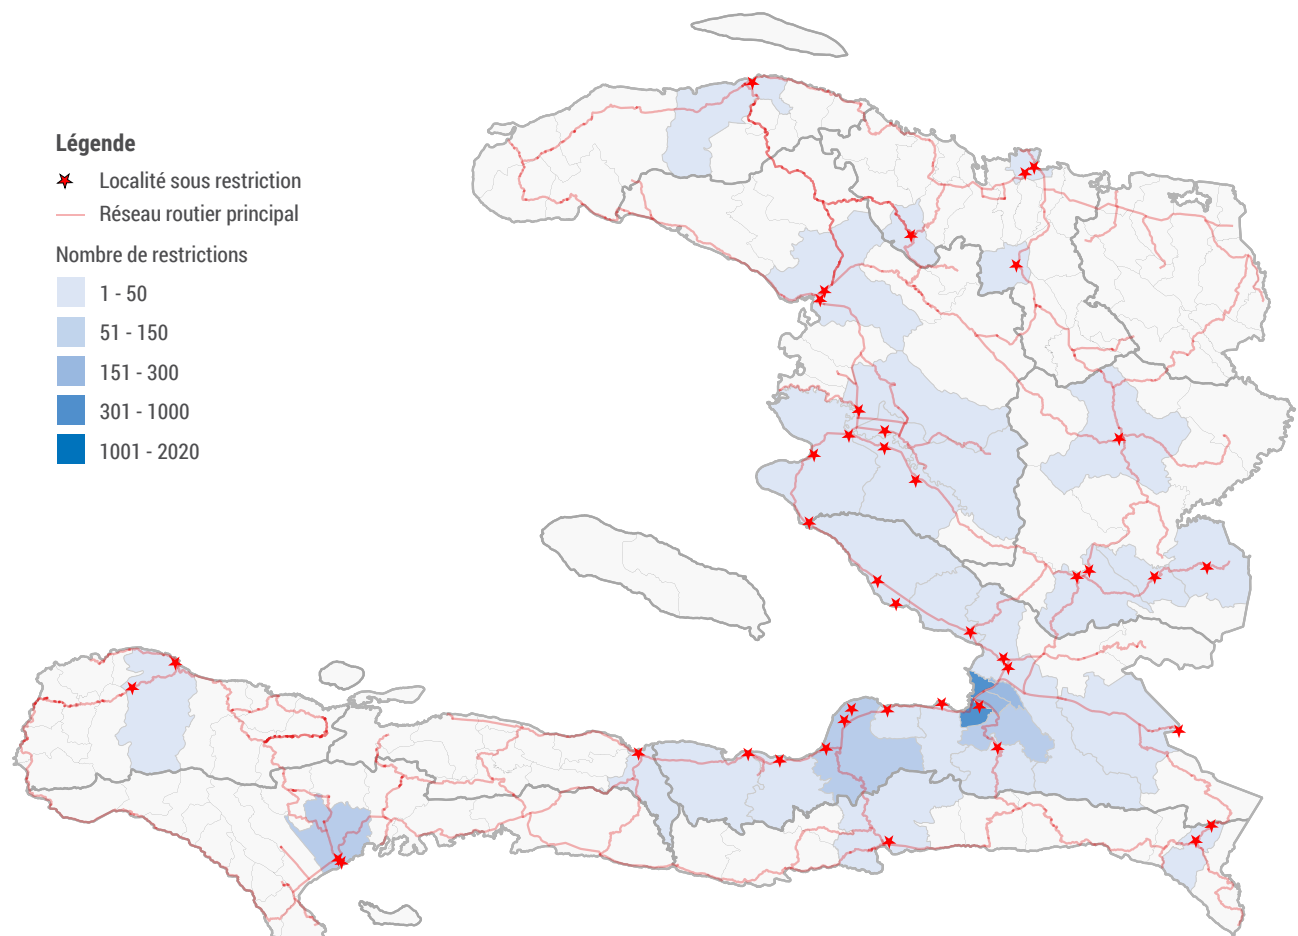 Légende
Localité sous restriction
Réseau routier principal
Nombre de restrictions
1 - 50
51 - 150
151 - 300
301 - 1000
1001 - 2020